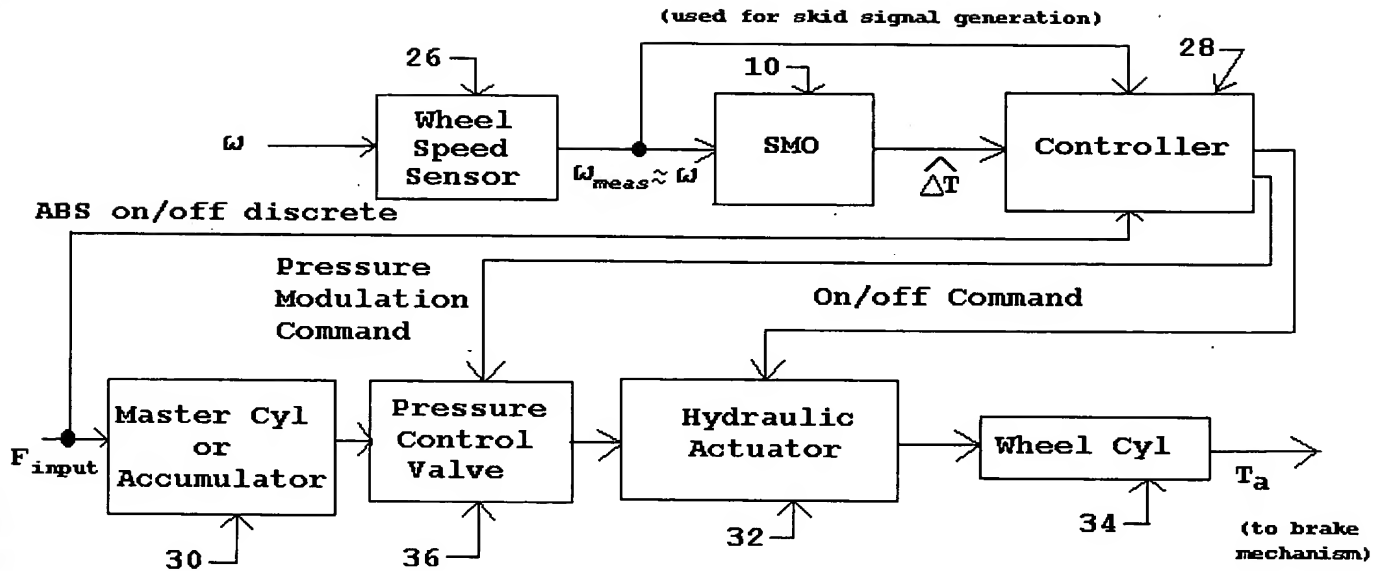 (used for skid signal generation)
26
10
28
ω
Wheel
Speed
Sensor
ω_meas ≈ ω
SMO
\widehat{ΔT}
Controller
ABS on/off discrete
Pressure
Modulation
Command
On/off Command
F_input
Master Cyl
or
Accumulator
Pressure
Control
Valve
Hydraulic
Actuator
Wheel Cyl
T_a
30
36
32
34
(to brake
mechanism)